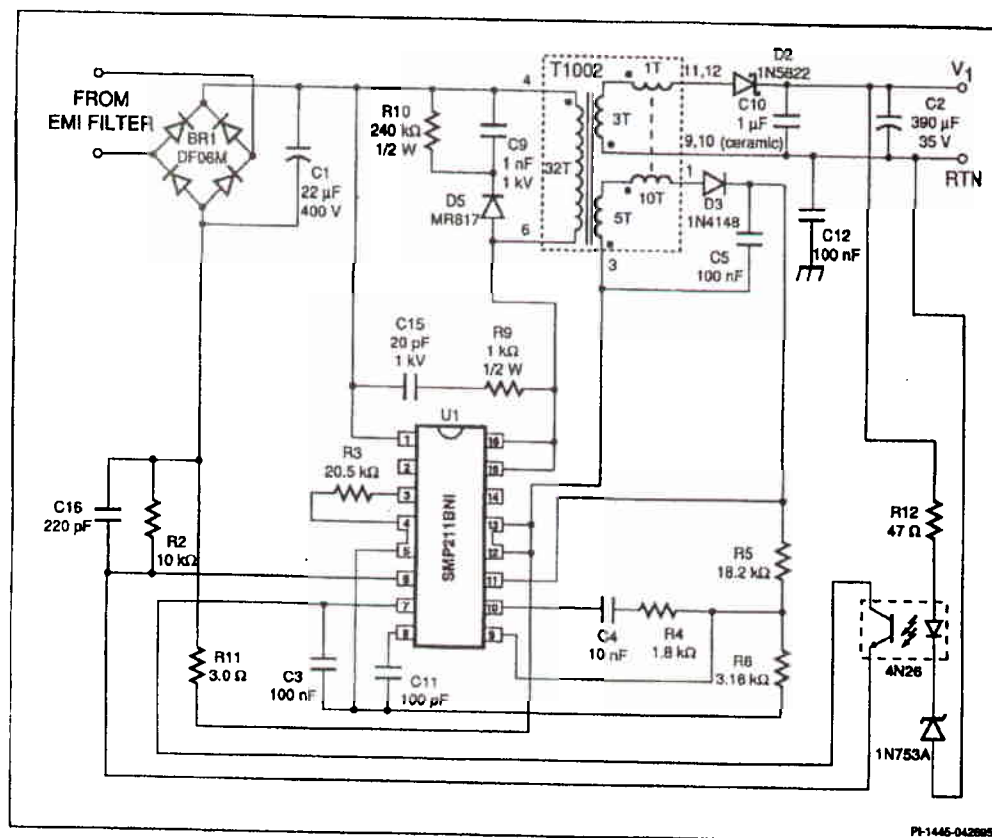 FROM
EMI FILTER
BR1
DF06M
C1
22 µF
400 V
R10
240 kΩ
1/2 W
C9
1 nF
1 kV
D5
MR817
T1002
4
6
32T
1T
3T
11,12
9,10 (ceramic)
5T
10T
1
3
D2
1N5822
C10
1 µF
C2
390 µF
35 V
V1
RTN
D3
1N4148
C5
100 nF
C12
100 nF
C15
20 pF
1 kV
R9
1 kΩ
1/2 W
U1
SMP211BNI
1
2
3
4
5
6
7
8
16
15
14
13
12
11
10
9
R3
20.5 kΩ
C16
220 pF
R2
10 kΩ
R11
3.0 Ω
C3
100 nF
C11
100 pF
C4
10 nF
R4
1.8 kΩ
R5
18.2 kΩ
R6
3.16 kΩ
R12
47 Ω
4N26
1N753A